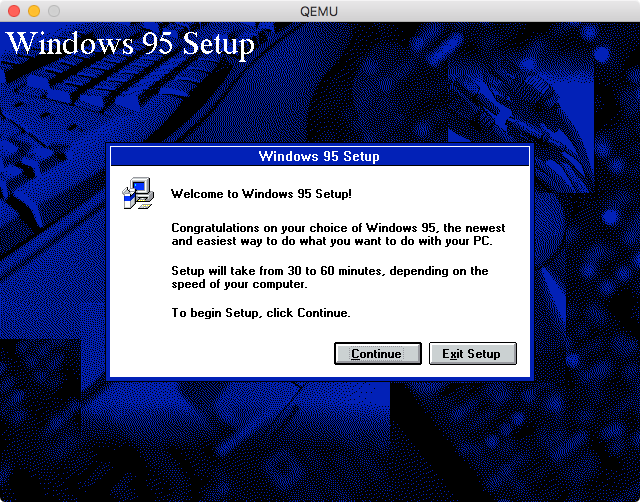 QEMU
Windows 95 Setup
Windows 95 Setup
Welcome to Windows 95 Setup!
Congratulations on your choice of Windows 95, the newest
and easiest way to do what you want to do with your PC.
Setup will take from 30 to 60 minutes, depending on the
speed of your computer.
To begin Setup, click Continue.
Continue Exit Setup